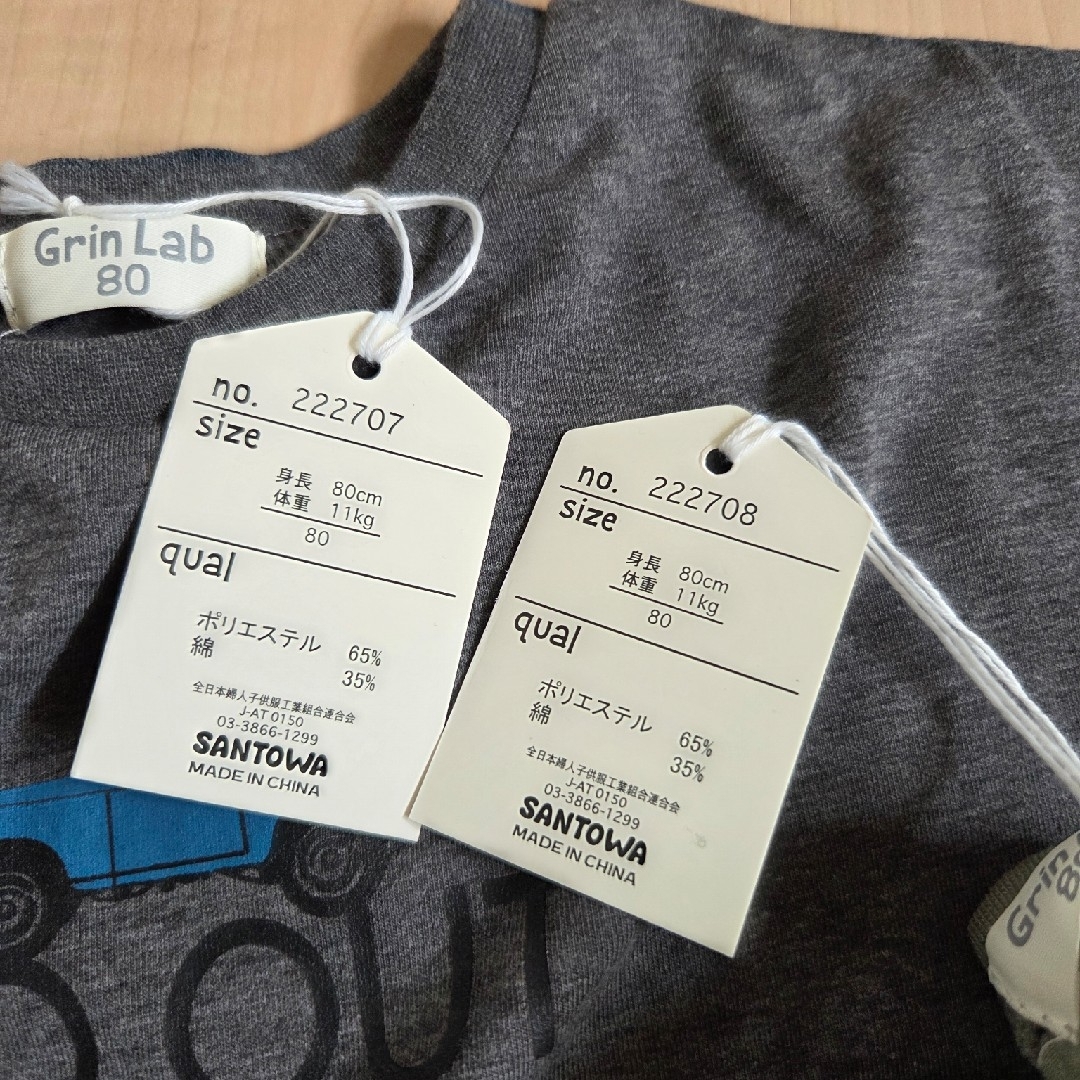 Grin Lab
80
no. 222707
size
身長 80cm
体重 11kg
80
qual
ポリエステル 65%
綿 35%
全日本婦人子供服工業組合連合会
J-AT 0150
03-3866-1299
SANTOWA
MADE IN CHINA
no. 222708
size
身長 80cm
体重 11kg
80
qual
ポリエステル 65%
綿 35%
全日本婦人子供服工業組合連合会
J-AT 0150
03-3866-1299
SANTOWA
MADE IN CHINA
Grin